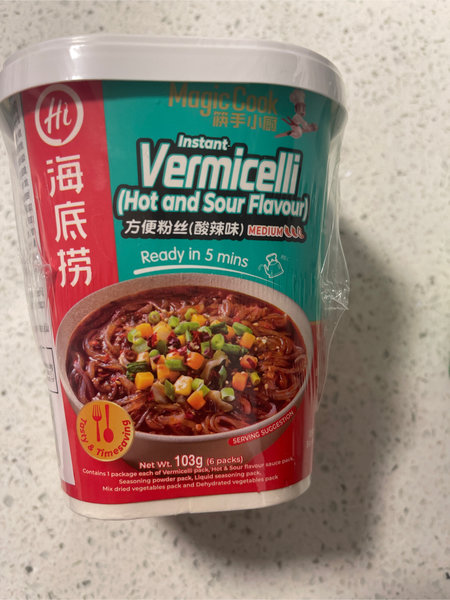 Hi
海底捞
MagicCook
筷手小厨
Instant
Vermicelli
(Hot and Sour Flavour)
方便粉丝(酸辣味) MEDIUM
Ready in 5 mins
Tasty & Timesaving
SERVING SUGGESTION
Net Wt. 103g (6 packs)
Contains 1 package each of Vermicelli pack, Hot & Sour flavour sauce pack,
Seasoning powder pack, Liquid seasoning pack,
Mix dried vegetables pack and Dehydrated vegetables pack